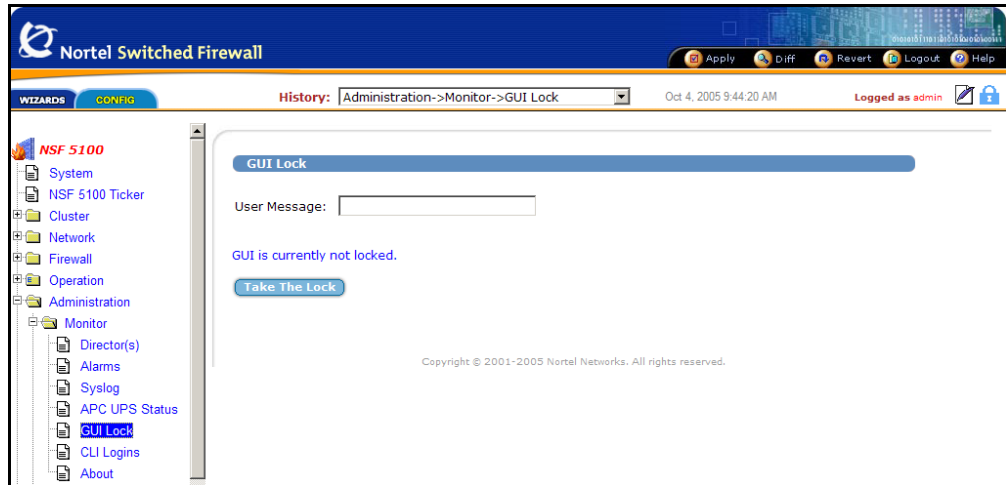 Nortel Switched Firewall
Apply Diff Revert Logout Help
WIZARDS CONFIG
History: Administration->Monitor->GUI Lock
Oct 4, 2005 9:44:20 AM
Logged as admin
NSF 5100
System
NSF 5100 Ticker
Cluster
Network
Firewall
Operation
Administration
Monitor
Director(s)
Alarms
Syslog
APC UPS Status
GUI Lock
CLI Logins
About
GUI Lock
User Message:
GUI is currently not locked.
Take The Lock
Copyright © 2001-2005 Nortel Networks. All rights reserved.